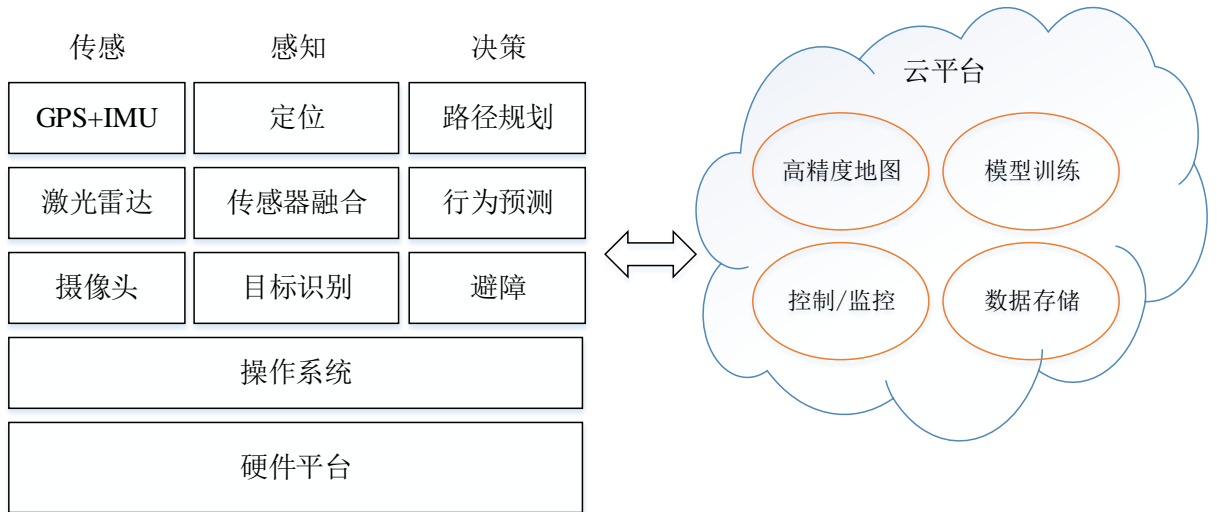 传感
感知
决策
GPS+IMU
定位
路径规划
激光雷达
传感器融合
行为预测
摄像头
目标识别
避障
操作系统
硬件平台
云平台
高精度地图
模型训练
控制/监控
数据存储